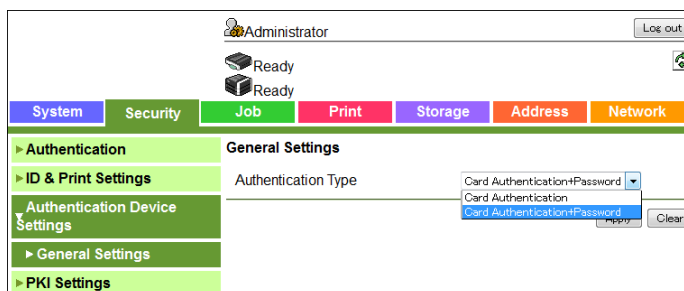 Administrator
Log out
Ready
Ready
System Security Job Print Storage Address Network
Authentication
ID & Print Settings
Authentication Device
Settings
General Settings
PKI Settings
General Settings
Authentication Type
Card Authentication+Password
Card Authentication
Card Authentication+Password
Apply Clear